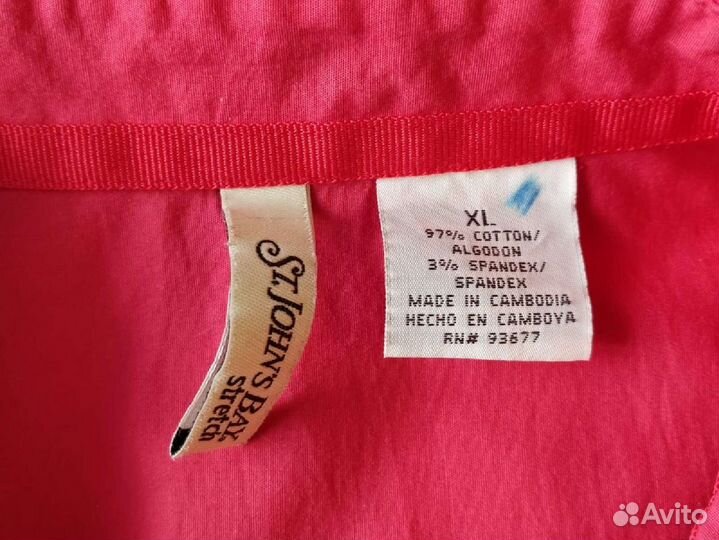 St. John's Bay
stretch
XL
97% COTTON/
ALGODON
3% SPANDEX/
SPANDEX
MADE IN CAMBODIA
HECHO EN CAMBOYA
RN# 93677
Avito